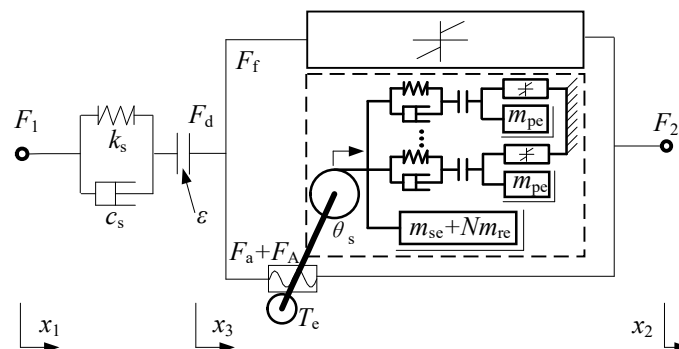 F_f
F_1
k_s
c_s
F_d
ε
m_pe
m_pe
F_2
θ_s
m_se+Nm_re
F_a+F_A
T_e
x_1
x_3
x_2